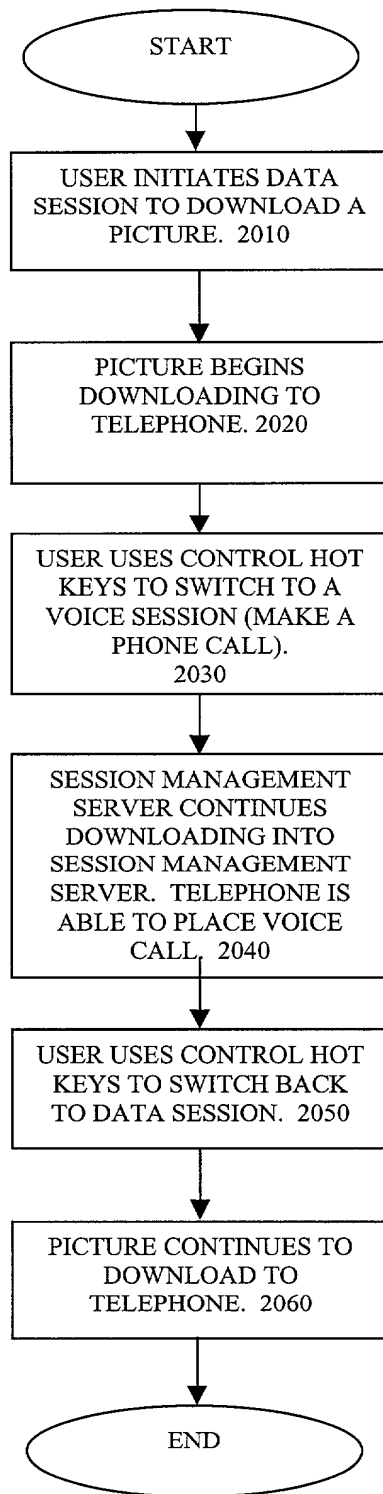 START
USER INITIATES DATA
SESSION TO DOWNLOAD A
PICTURE. 2010
PICTURE BEGINS
DOWNLOADING TO
TELEPHONE. 2020
USER USES CONTROL HOT
KEYS TO SWITCH TO A
VOICE SESSION (MAKE A
PHONE CALL).
2030
SESSION MANAGEMENT
SERVER CONTINUES
DOWNLOADING INTO
SESSION MANAGEMENT
SERVER. TELEPHONE IS
ABLE TO PLACE VOICE
CALL. 2040
USER USES CONTROL HOT
KEYS TO SWITCH BACK
TO DATA SESSION. 2050
PICTURE CONTINUES TO
DOWNLOAD TO
TELEPHONE. 2060
END